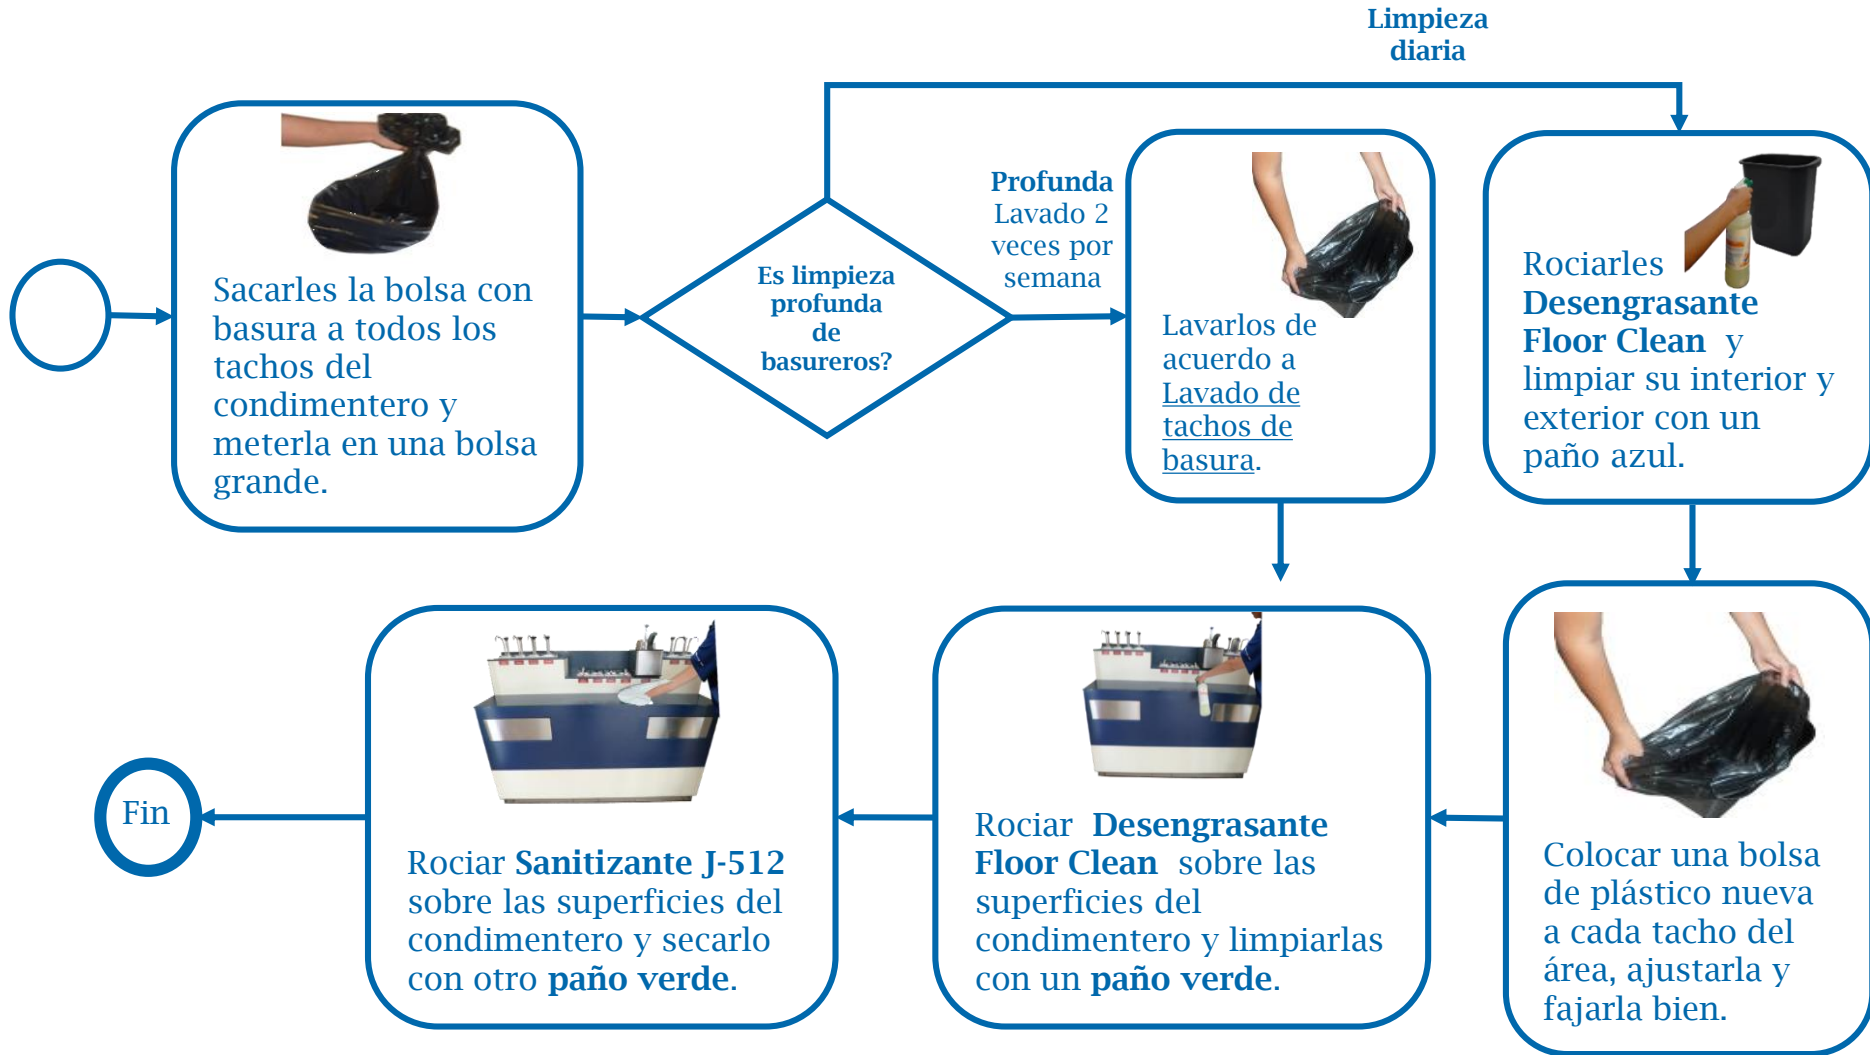 Limpieza
diaria
Sacarles la bolsa con
basura a todos los
tachos del
condimentero y
meterla en una bolsa
grande.
Es limpieza
profunda
de
basureros?
Profunda
Lavado 2
veces por
semana
Lavarlos de
acuerdo a
Lavado de
tachos de
basura.
Rociarles
Desengrasante
Floor Clean y
limpiar su interior y
exterior con un
paño azul.
Colocar una bolsa
de plástico nueva
a cada tacho del
área, ajustarla y
fajarla bien.
Rociar Desengrasante
Floor Clean sobre las
superficies del
condimentero y limpiarlas
con un paño verde.
Rociar Sanitizante J-512
sobre las superficies del
condimentero y secarlo
con otro paño verde.
Fin